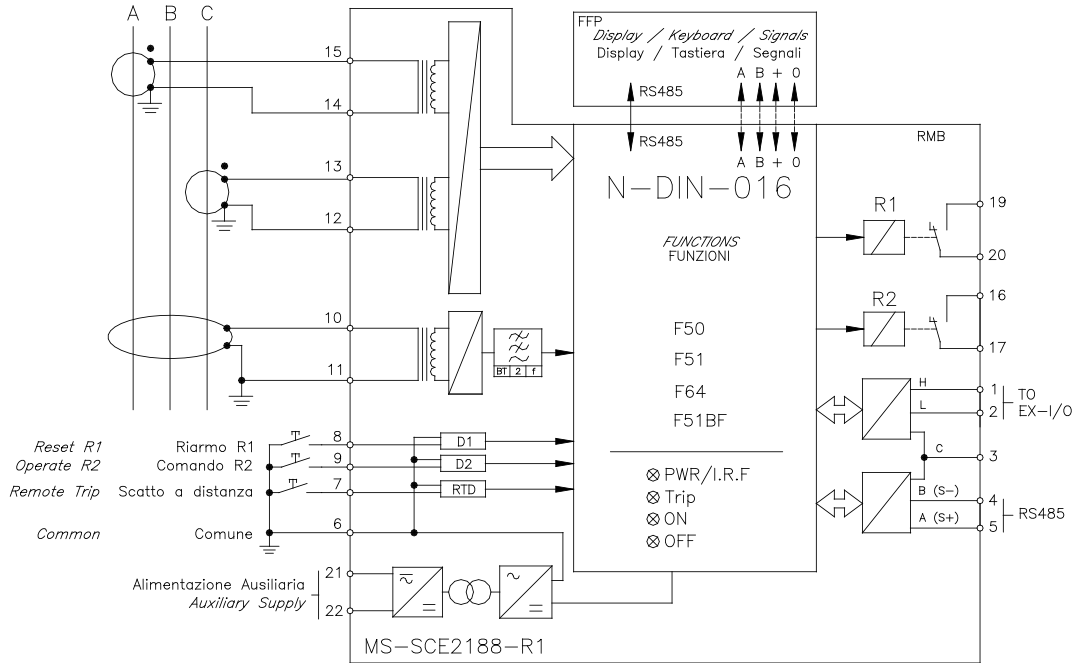 A B C
FFP
Display / Keyboard / Signals
Display / Tastiera / Segnali
A B + 0
RS485
RS485
A B + 0
RMB
N-DIN-016
FUNCTIONS
FUNZIONI
F50
F51
F64
F51BF
PWR/I.R.F
Trip
ON
OFF
15
14
13
12
10
11
BT 2 f
R1
19
20
R2
16
17
H
1
L
2
TO
EX-I/O
C
3
B (S-)
4
A (S+)
5
RS485
Reset R1 Riarmo R1 8 D1
Operate R2 Comando R2 9 D2
Remote Trip Scatto a distanza 7 RTD
Common Comune 6
Alimentazione Ausiliaria
Auxiliary Supply
21
22
MS-SCE2188-R1